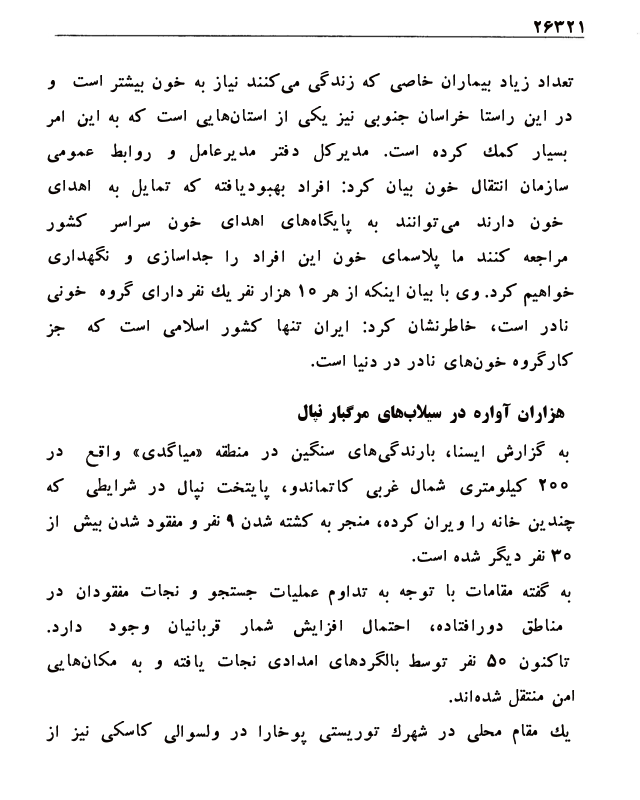 ۲۶۳۲۱
تعداد زیاد بیماران خاصی که زندگی می‌کنند نیاز به خون بیشتر است و
در این راستا خراسان جنوبی نیز یکی از استان‌هایی است که به این امر
بسیار کمك کرده است. مدیرکل دفتر مدیرعامل و روابط عمومی
سازمان انتقال خون بیان کرد: افراد بهبودیافته که تمایل به اهدای
خون دارند می‌توانند به پایگاه‌های اهدای خون سراسر کشور
مراجعه کنند ما پلاسمای خون این افراد را جداسازی و نگهداری
خواهیم کرد. وی با بیان اینکه از هر ۱۰ هزار نفر یك نفر دارای گروه خونی
نادر است، خاطرنشان کرد: ایران تنها کشور اسلامی است که جز
کارگروه خون‌های نادر در دنیا است.
هزاران آواره در سیلاب‌های مرگبار نپال
به گزارش ایسنا، بارندگی‌های سنگین در منطقه «میاگدی» واقع در
۲۰۰ کیلومتری شمال غربی کاتماندو، پایتخت نپال در شرایطی که
چندین خانه را ویران کرده، منجر به کشته شدن ۹ نفر و مفقود شدن بیش از
۳۰ نفر دیگر شده است.
به گفته مقامات با توجه به تداوم عملیات جستجو و نجات مفقودان در
مناطق دورافتاده، احتمال افزایش شمار قربانیان وجود دارد.
تاکنون ۵۰ نفر توسط بالگردهای امدادی نجات یافته و به مکان‌هایی
امن منتقل شده‌اند.
یك مقام محلی در شهرك توریستی پوخارا در ولسوالی کاسکی نیز از